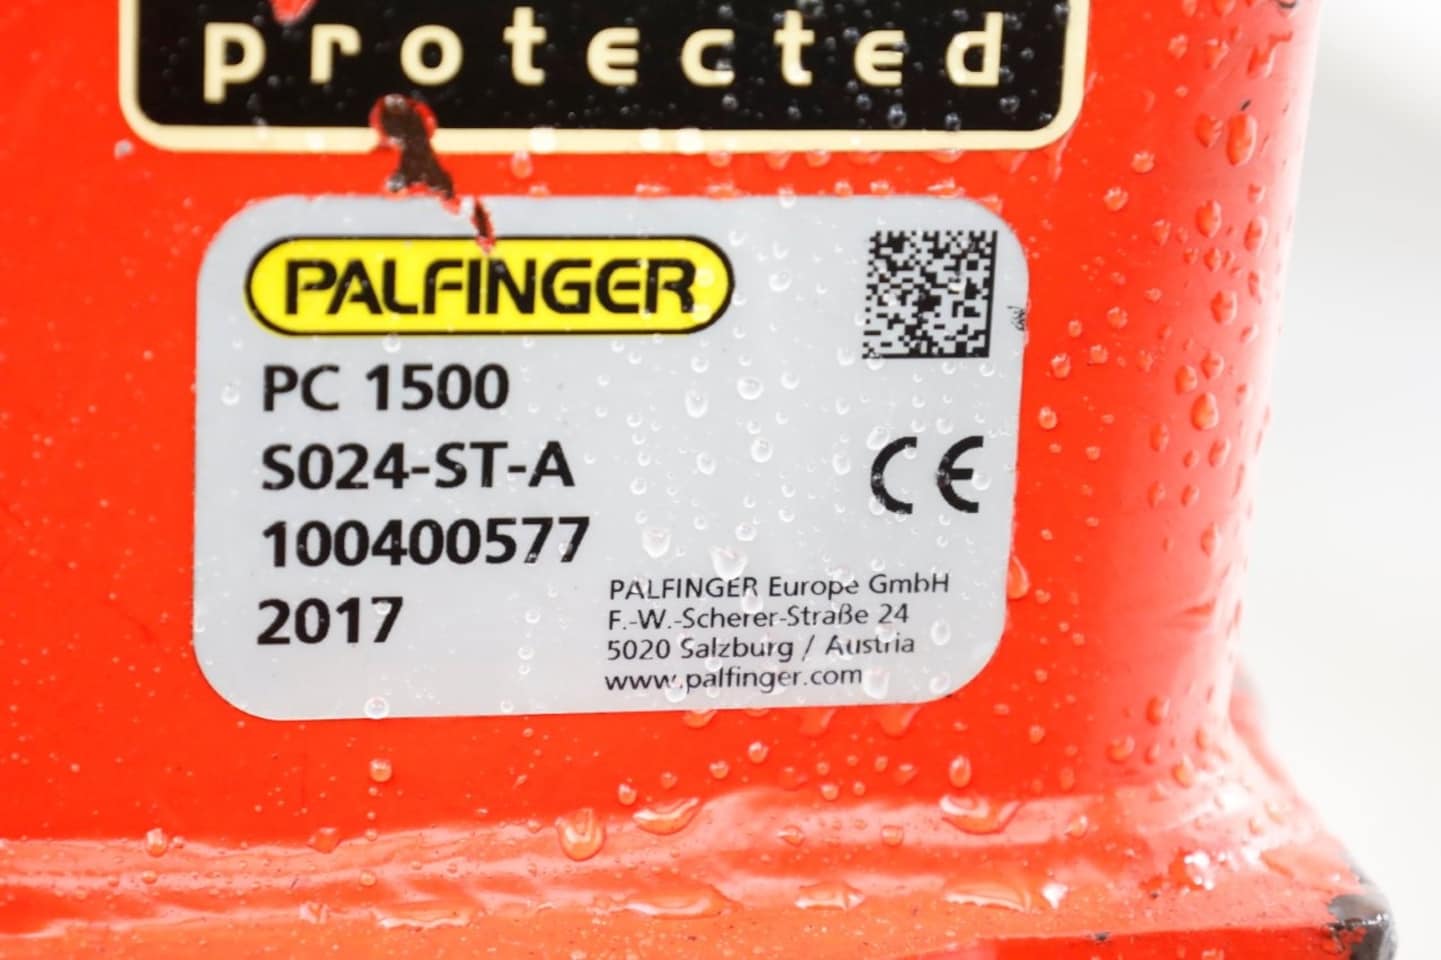 protected
PALFINGER
PC 1500
S024-ST-A
100400577
2017
CE
PALFINGER Europe GmbH
F.-W.-Scherer-Straße 24
5020 Salzburg / Austria
www.palfinger.com